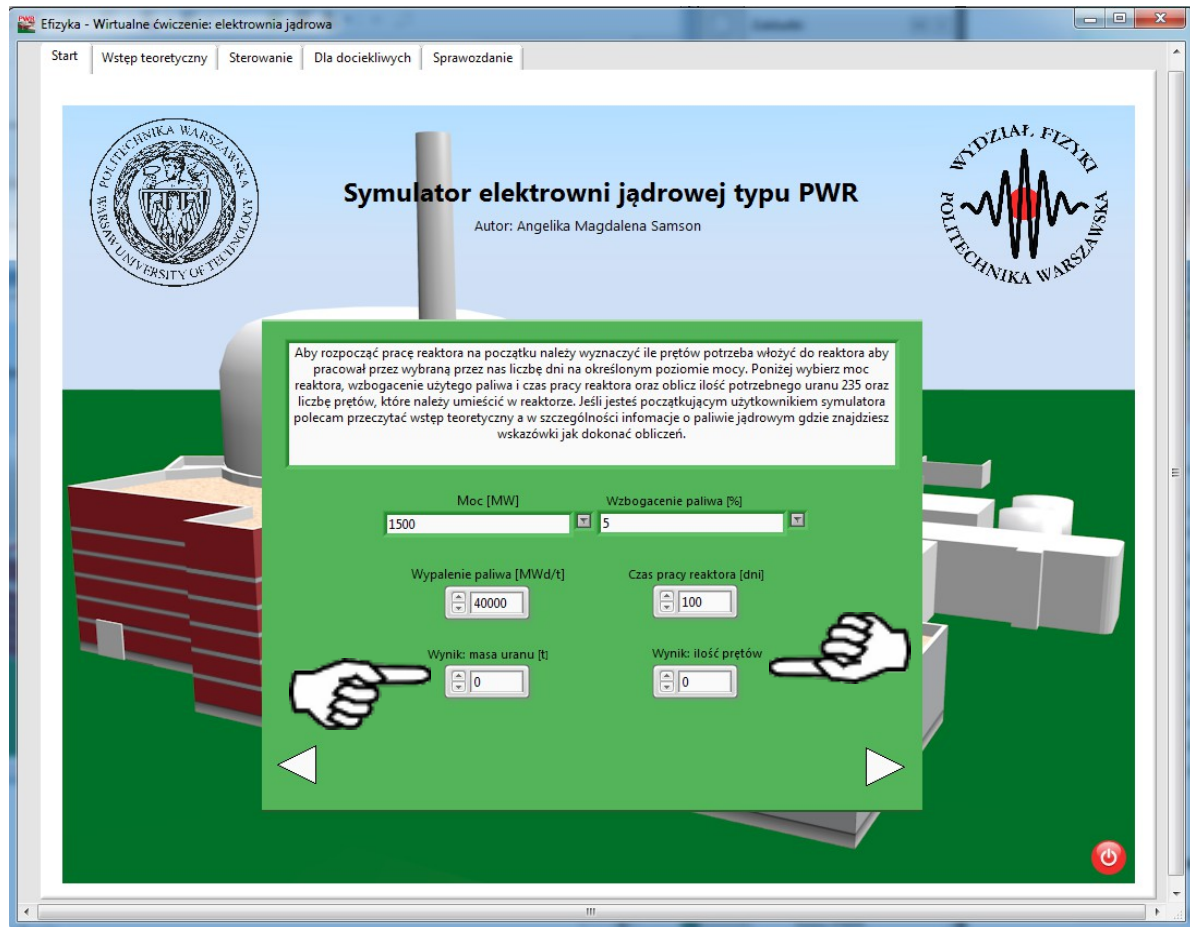 Efizyka - Wirtualne ćwiczenie: elektrownia jądrowa
Start Wstęp teoretyczny Sterowanie Dla dociekliwych Sprawozdanie
POLITECHNIKA WARSZAWSKA
WARSAW UNIVERSITY OF TECHNOLOGY
WYDZIAŁ FIZYKI
POLITECHNIKA WARSZAWSKA
Symulator elektrowni jądrowej typu PWR
Autor: Angelika Magdalena Samson
Aby rozpocząć pracę reaktora na początku należy wyznaczyć ile prętów potrzeba włożyć do reaktora aby
pracował przez wybraną przez nas liczbę dni na określonym poziomie mocy. Poniżej wybierz moc
reaktora, wzbogacenie użytego paliwa i czas pracy reaktora oraz oblicz ilość potrzebnego uranu 235 oraz
liczbę prętów, które należy umieścić w reaktorze. Jeśli jesteś początkującym użytkownikiem symulatora
polecam przeczytać wstęp teoretyczny a w szczególności infomacje o paliwie jądrowym gdzie znajdziesz
wskazówki jak dokonać obliczeń.
Moc [MW] Wzbogacenie paliwa [%]
1500 5
Wypalenie paliwa [MWd/t] Czas pracy reaktora [dni]
40000 100
Wynik: masa uranu [t] Wynik: ilość prętów
0 0